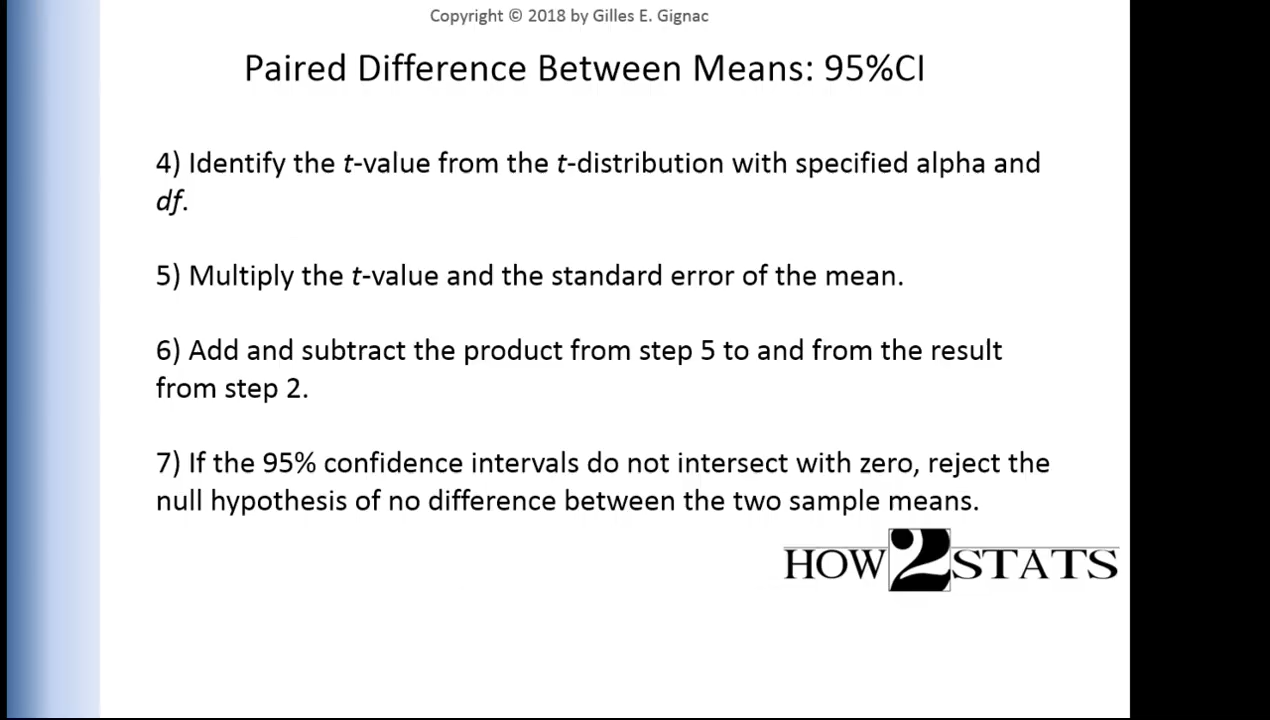 Copyright © 2018 by Gilles E. Gignac
Paired Difference Between Means: 95%CI
4) Identify the t-value from the t-distribution with specified alpha and
df.
5) Multiply the t-value and the standard error of the mean.
6) Add and subtract the product from step 5 to and from the result
from step 2.
7) If the 95% confidence intervals do not intersect with zero, reject the
null hypothesis of no difference between the two sample means.
HOW2STATS